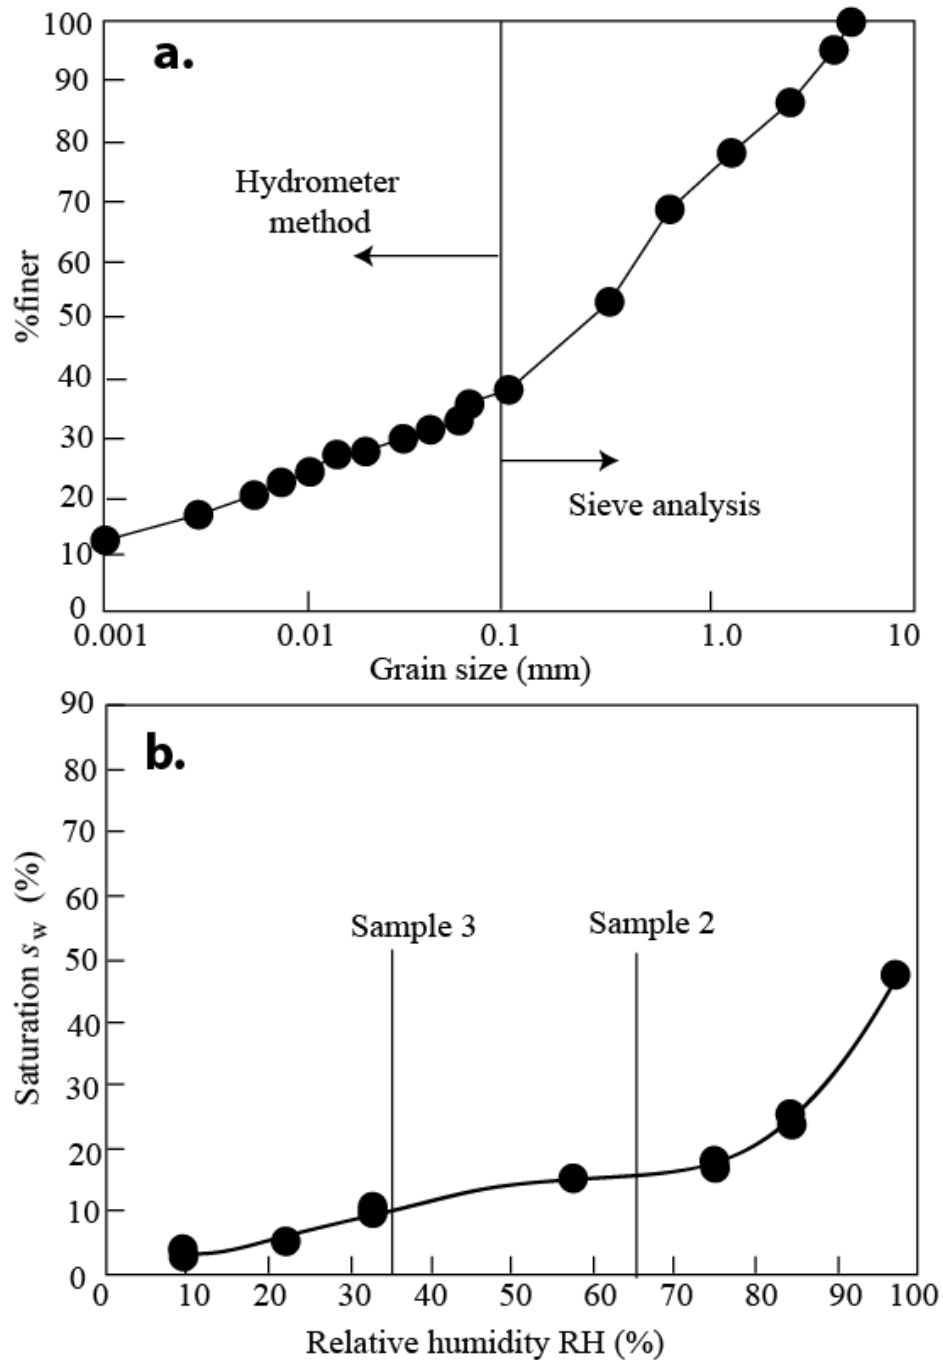 a.
100
90
80
70
60
50
40
30
20
10
0
%finer
Hydrometer
method
Sieve analysis
0.001 0.01 0.1 1.0 10
Grain size (mm)
b.
90
80
70
60
50
40
30
20
10
0
Saturation sw (%)
Sample 3
Sample 2
10 20 30 40 50 60 70 80 90 100
Relative humidity RH (%)